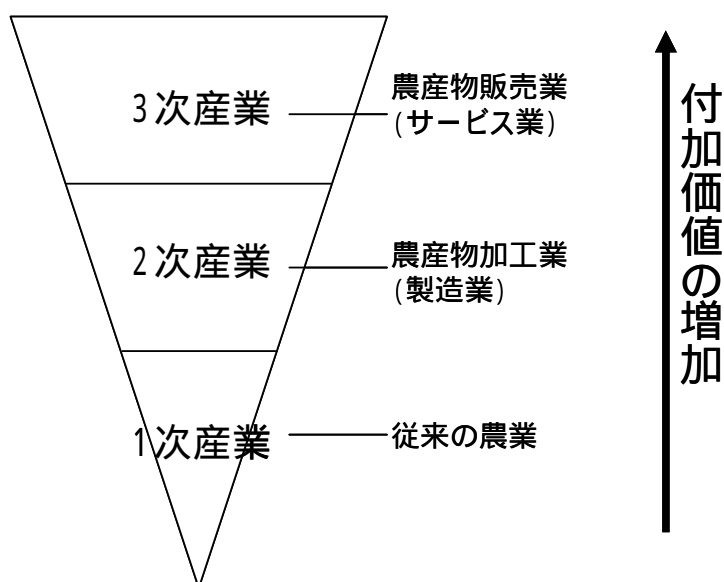 3次産業
農産物販売業
(サービス業)
2次産業
農産物加工業
(製造業)
1次産業
従来の農業
付加価値の増加